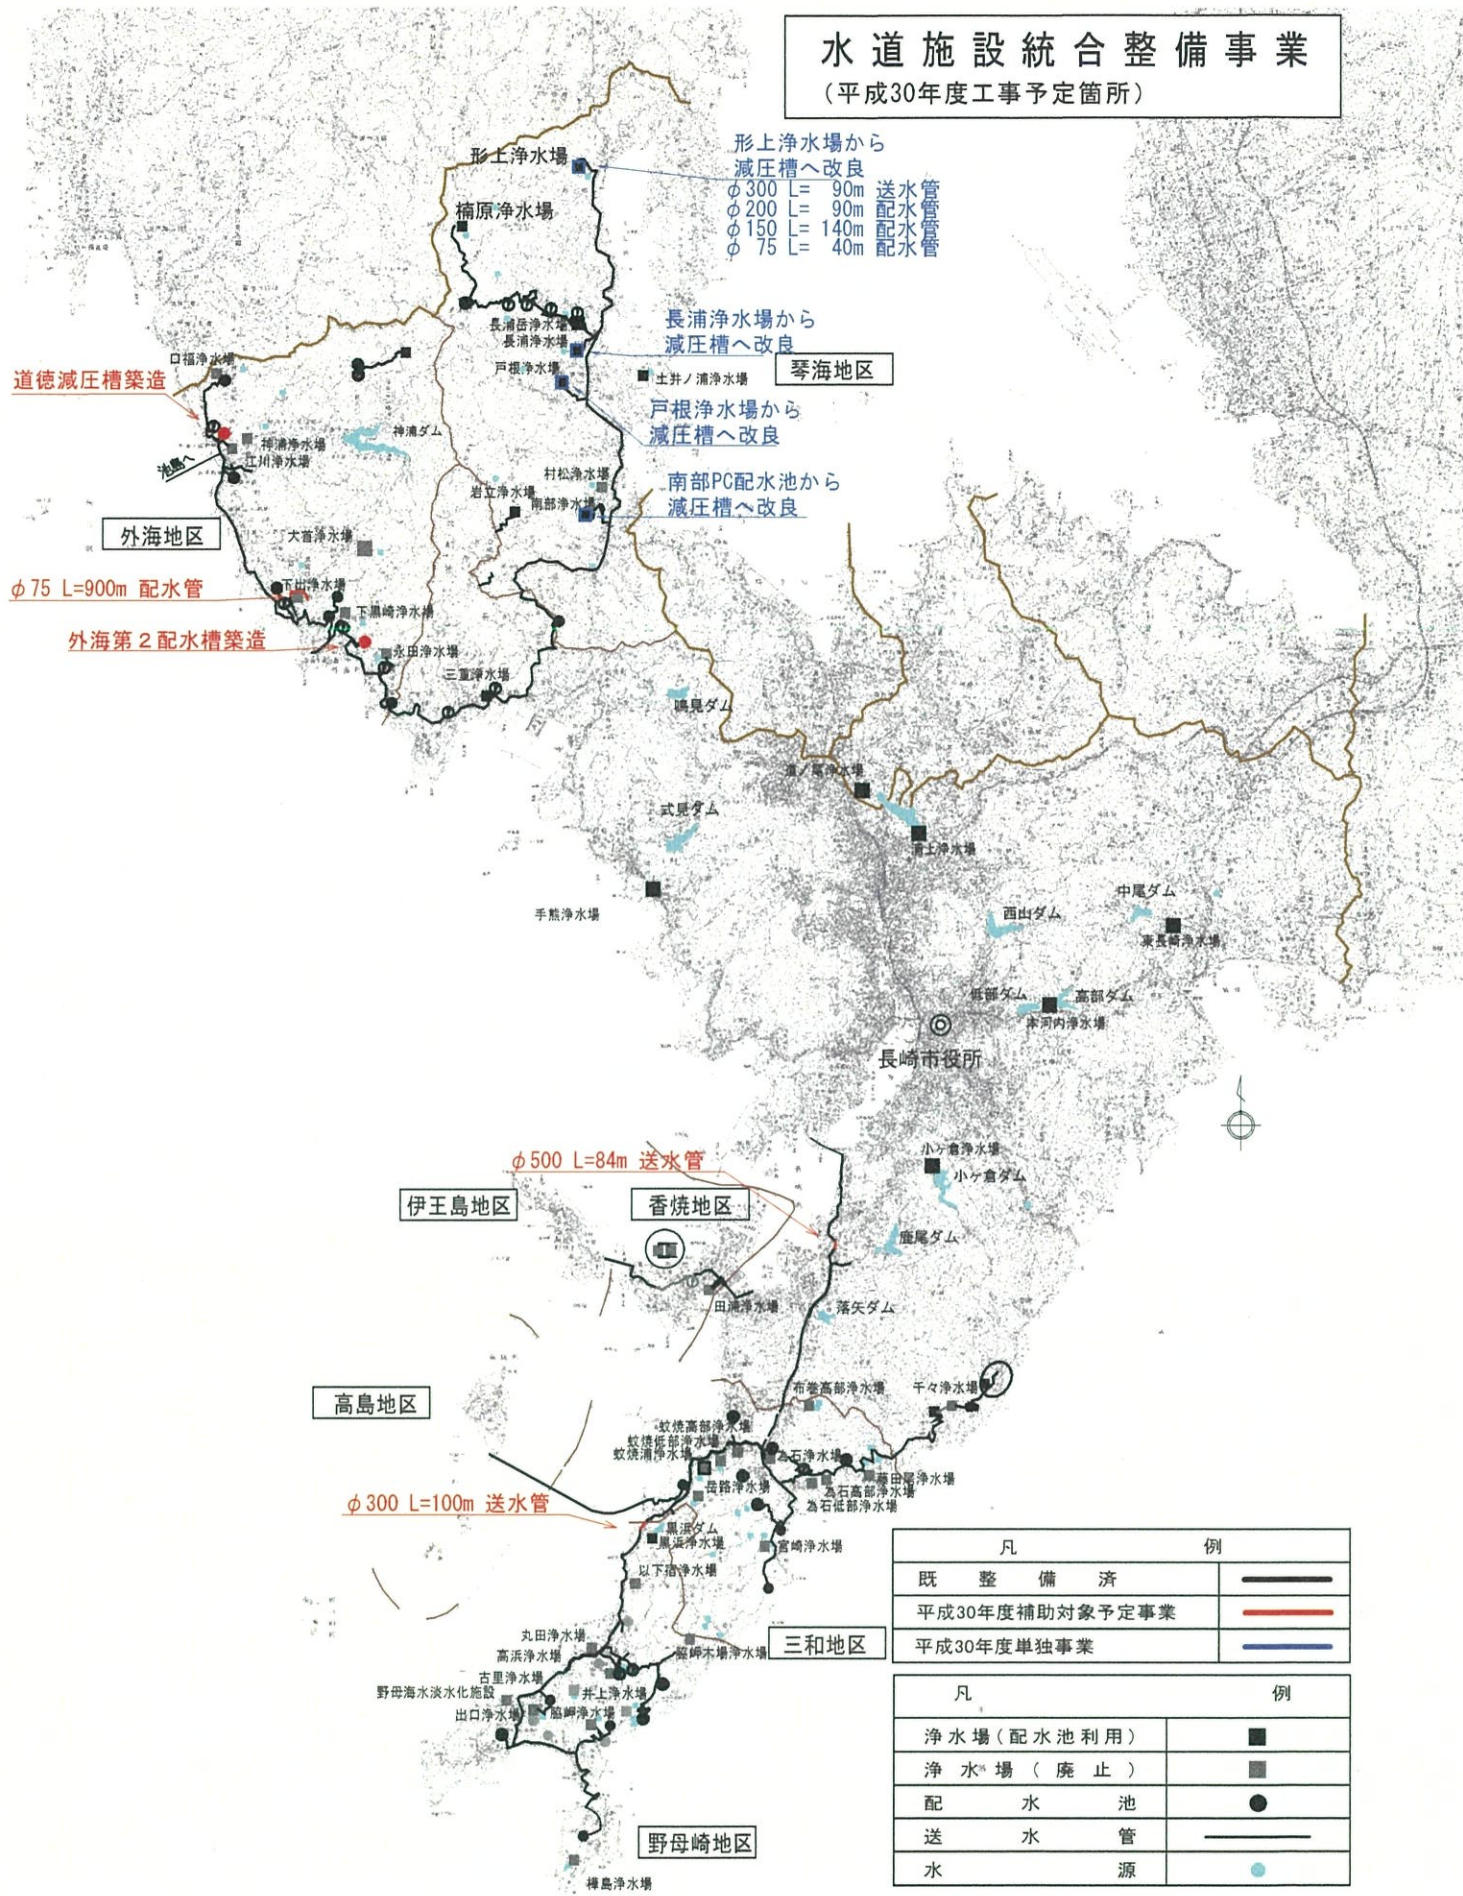 水道施設統合整備事業
(平成30年度工事予定箇所)
形上浄水場から
減圧槽へ改良
φ300 L= 90m 送水管
φ200 L= 90m 配水管
φ150 L= 140m 配水管
φ 75 L= 40m 配水管
形上浄水場
楠原浄水場
長浦岳浄水場
長浦浄水場
戸根浄水場
長浦浄水場から
減圧槽へ改良
琴海地区
土井ノ浦浄水場
戸根浄水場から
減圧槽へ改良
口福浄水場
道徳減圧槽築造
神浦ダム
神浦浄水場
江川浄水場
池島へ
村松浄水場
岩立浄水場
南部浄水場
南部PC配水池から
減圧槽へ改良
外海地区
大首浄水場
φ75 L=900m 配水管
下出浄水場
下黒崎浄水場
外海第2配水槽築造
永田浄水場
三重浄水場
鳴見ダム
道ノ尾浄水場
式見ダム
浦上浄水場
手熊浄水場
中尾ダム
西山ダム
東長崎浄水場
低部ダム
高部ダム
本河内浄水場
長崎市役所
φ500 L=84m 送水管
小ヶ倉浄水場
小ヶ倉ダム
伊王島地区
香焼地区
鹿尾ダム
田浦浄水場
落矢ダム
高島地区
布巻高部浄水場
千々浄水場
蚊焼高部浄水場
蚊焼低部浄水場
蚊焼浦浄水場
為石浄水場
岳路浄水場
藤田尾浄水場
為石高部浄水場
為石低部浄水場
φ300 L=100m 送水管
黒浜ダム
黒浜浄水場
宮崎浄水場
以下宿浄水場
丸田浄水場
高浜浄水場
三和地区
脇岬木場浄水場
古里浄水場
野母海水淡水化施設
井上浄水場
出口浄水場
脇岬浄水場
野母崎地区
樺島浄水場
凡 例
既整備済
平成30年度補助対象予定事業
平成30年度単独事業
凡 例
浄水場(配水池利用)
浄水場(廃止)
配水池
送水管
水源